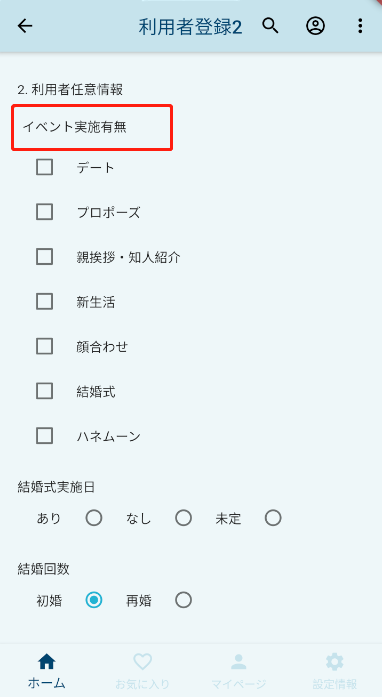 利用者登録2
2. 利用者任意情報
イベント実施有無
デート
プロポーズ
親挨拶・知人紹介
新生活
顔合わせ
結婚式
ハネムーン
結婚式実施日
あり なし 未定
結婚回数
初婚 再婚
ホーム お気に入り マイページ 設定情報